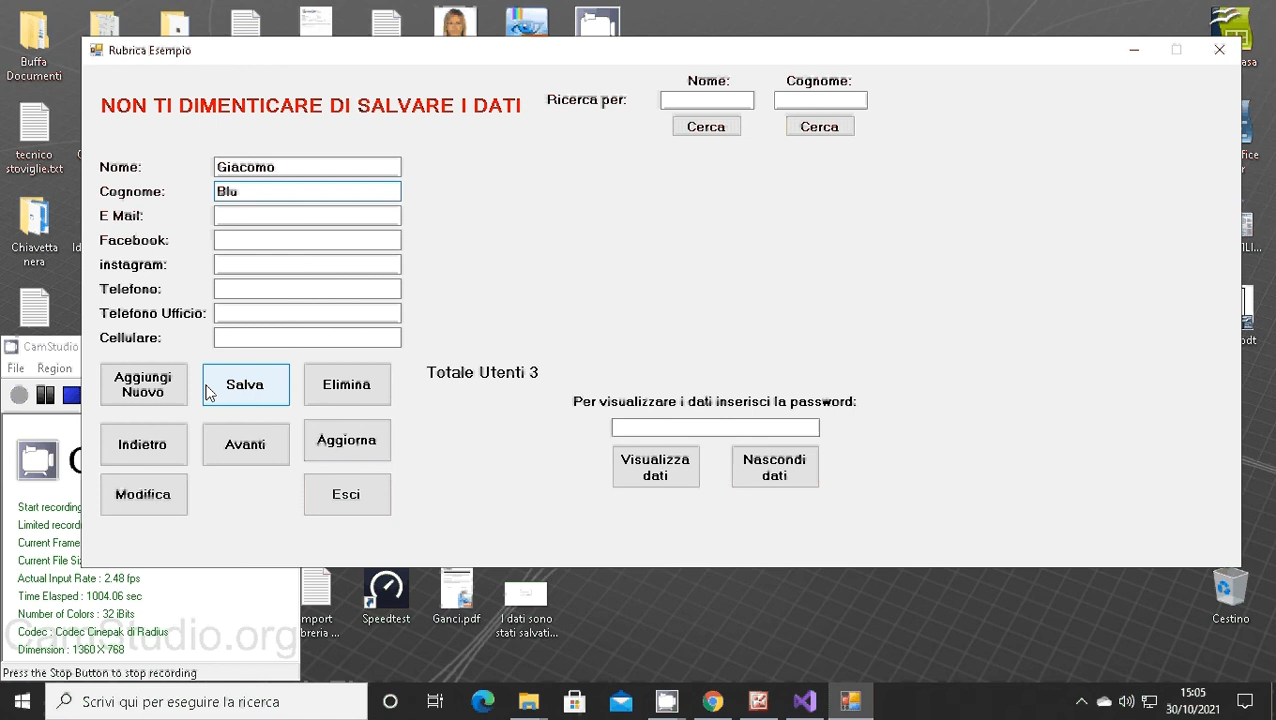 Buffa
Documenti
tecnico
stoviglie.txt
Chiavetta
nera
Rubrica Esempio
NON TI DIMENTICARE DI SALVARE I DATI
Ricerca per:
Nome:
Cognome:
Cerca
Cerca
Nome:
Giacomo
Cognome:
Blu
E Mail:
Facebook:
instagram:
Telefono:
Telefono Ufficio:
Cellulare:
Aggiungi
Nuovo
Salva
Elimina
Indietro
Avanti
Aggiorna
Modifica
Esci
Totale Utenti 3
Per visualizzare i dati inserisci la password:
Visualizza
dati
Nascondi
dati
CamStudio
File
Region
Start recording
Current File
Actual Input Rate : 2.48 fps
Time Elasped : 1004.06 sec
Number of Colors : 32 iBits
Codec : Codec Cinepak di Radius
Dimension : 1360 X 768
CamStudio.org
Press the Stop Button to stop recording
Speedtest
Ganci.pdf
I dati sono
stati salvati...
Cestino
Scrivi qui per eseguire la ricerca
15:05
30/10/2021